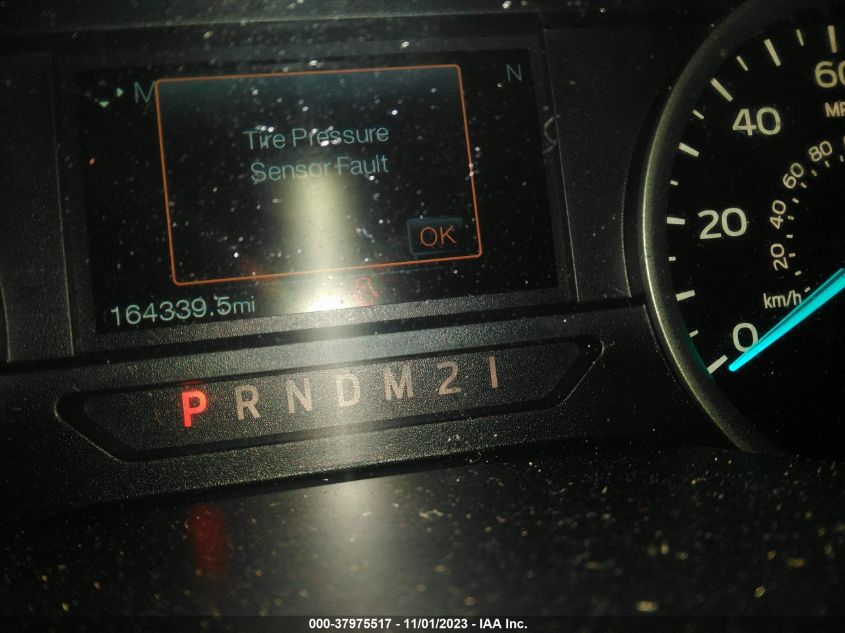 M
N
Tire Pressure
Sensor Fault
OK
164339.5mi
P R N D M 2 1
60
MP
40
20
0
80
60
40
20
km/h
000-37975517 - 11/01/2023 - IAA Inc.